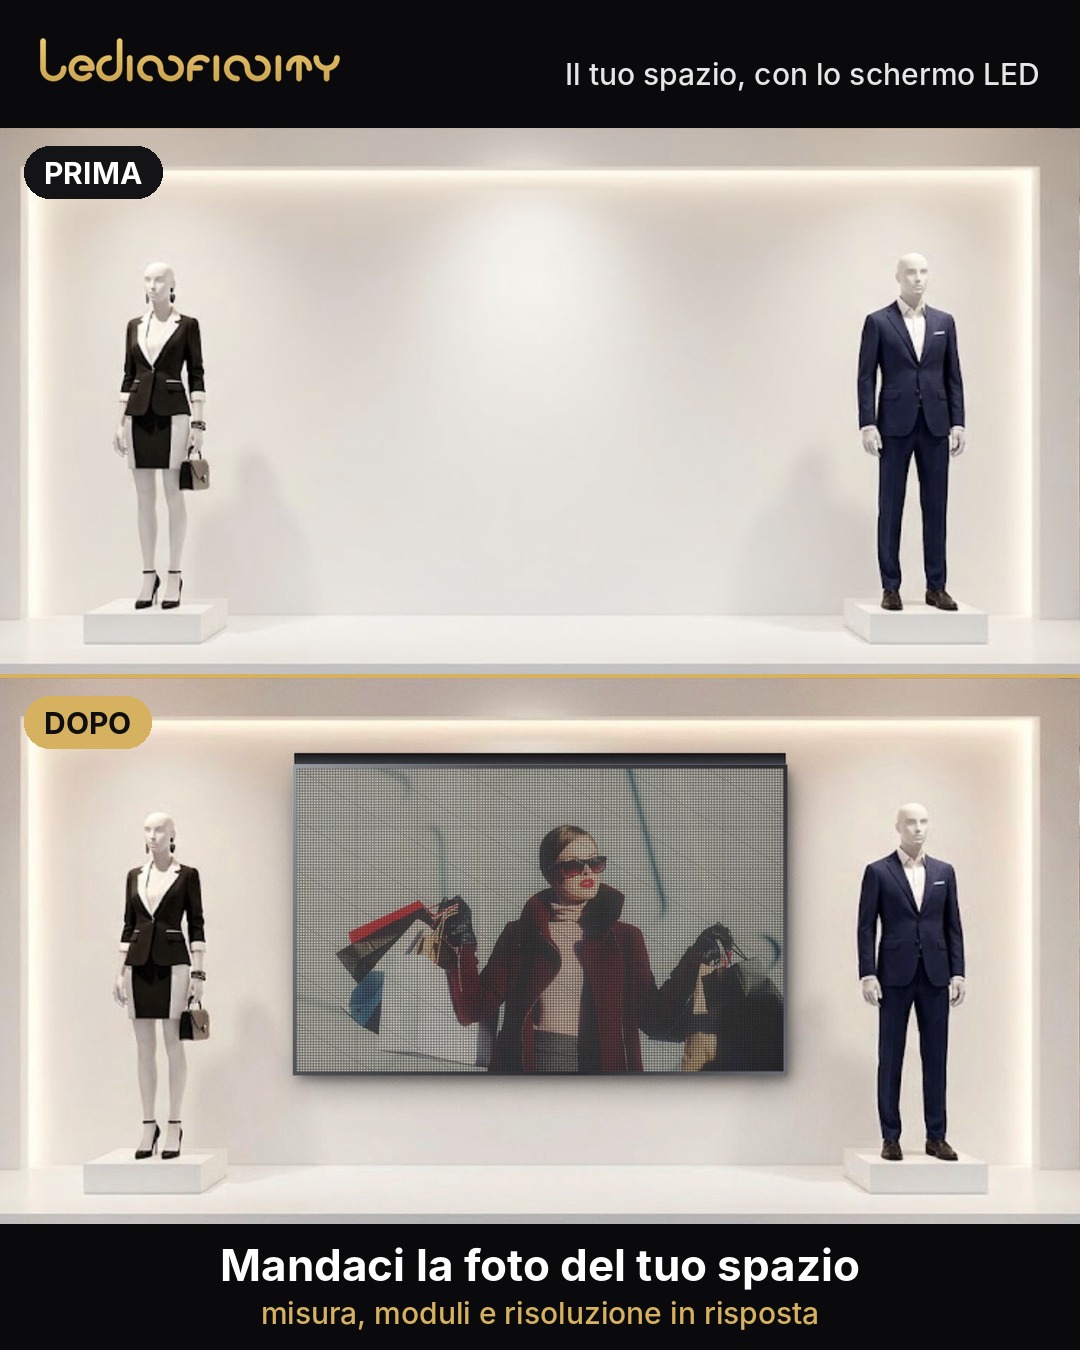 LEDINFINITY
Il tuo spazio, con lo schermo LED
PRIMA
DOPO
Mandaci la foto del tuo spazio
misura, moduli e risoluzione in risposta